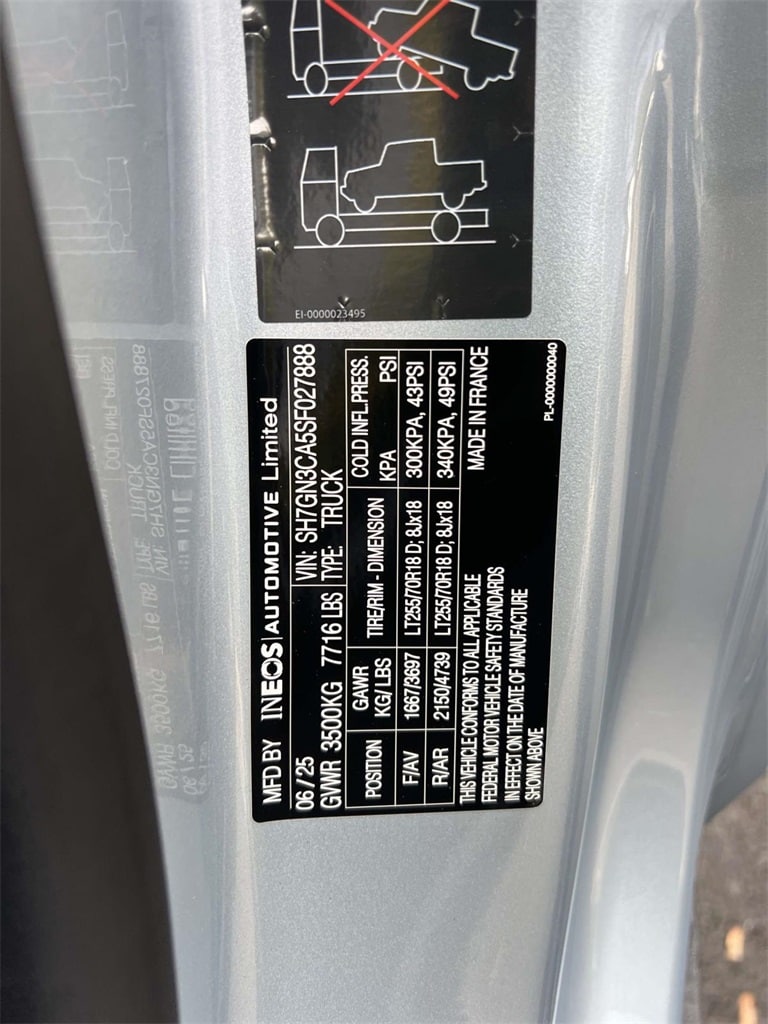 EI-0000023495
MFD BY INEOS AUTOMOTIVE Limited
06/25 VIN: SH7GN3CA5SF027888
GVWR 3500KG 7716 LBS TYPE: TRUCK
POSITION GAWR KG/LBS TIRE/RIM - DIMENSION COLD INFL.PRESS. KPA PSI
F/AV 1667/3697 LT255/70R18 D; 8Jx18 300KPA, 43PSI
R/AR 2150/4739 LT255/70R18 D; 8Jx18 340KPA, 49PSI
THIS VEHICLE CONFORMS TO ALL APPLICABLE MADE IN FRANCE
FEDERAL MOTOR VEHICLE SAFETY STANDARDS
IN EFFECT ON THE DATE OF MANUFACTURE
SHOWN ABOVE
PL-0000000040